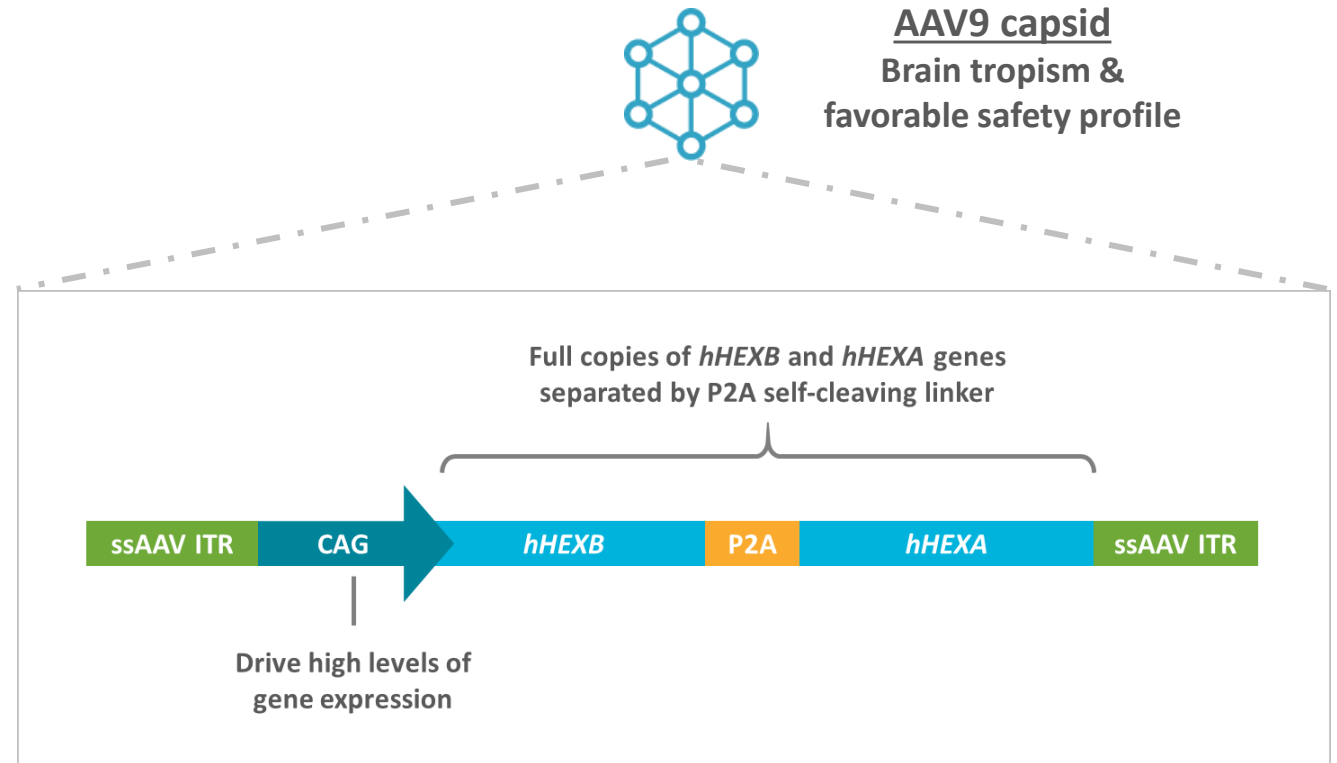 AAV9 capsid
Brain tropism &
favorable safety profile
Full copies of hHEXB and hHEXA genes
separated by P2A self-cleaving linker
ssAAV ITR CAG hHEXB P2A hHEXA ssAAV ITR
Drive high levels of
gene expression